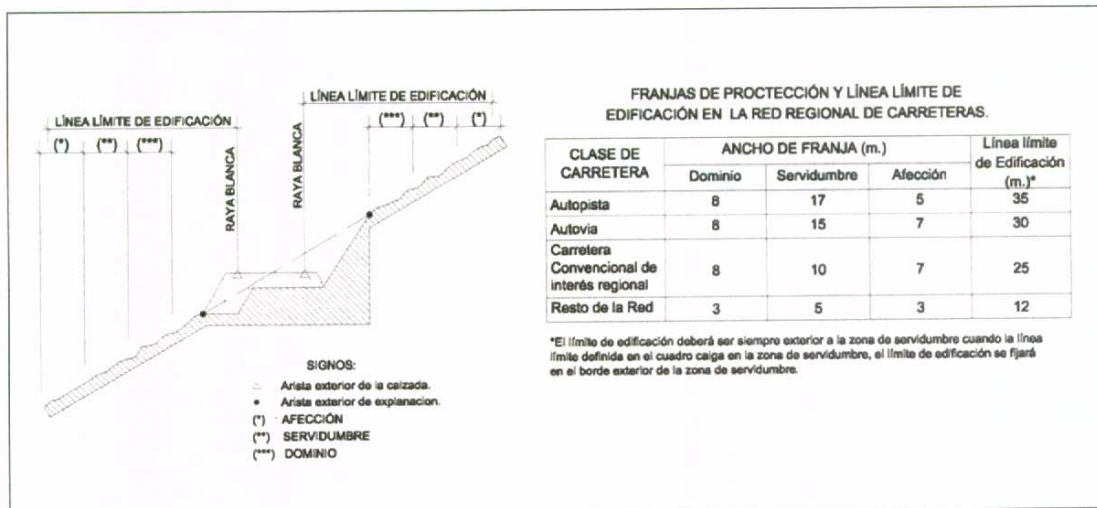 LÍNEA LÍMITE DE EDIFICACIÓN
(***) (**) (*)
LÍNEA LÍMITE DE EDIFICACIÓN
(*) (**) (***)
RAYA BLANCA
RAYA BLANCA
SIGNOS:
△ Arista exterior de la calzada.
● Arista exterior de explanacion.
(*) AFECCIÓN
(**) SERVIDUMBRE
(***) DOMINIO
FRANJAS DE PROCTECCIÓN Y LÍNEA LÍMITE DE
EDIFICACIÓN EN LA RED REGIONAL DE CARRETERAS.
CLASE DE CARRETERA ANCHO DE FRANJA (m.) Línea límite de Edificación (m.)*
Dominio Servidumbre Afección
Autopista 8 17 5 35
Autovia 8 15 7 30
Carretera
Convencional de 8 10 7 25
interés regional
Resto de la Red 3 5 3 12
*El límite de edificación deberá ser siempre exterior a la zona de servidumbre cuando la línea
límite definida en el cuadro caiga en la zona de servidumbre, el límite de edificación se fijará
en el borde exterior de la zona de servidumbre.